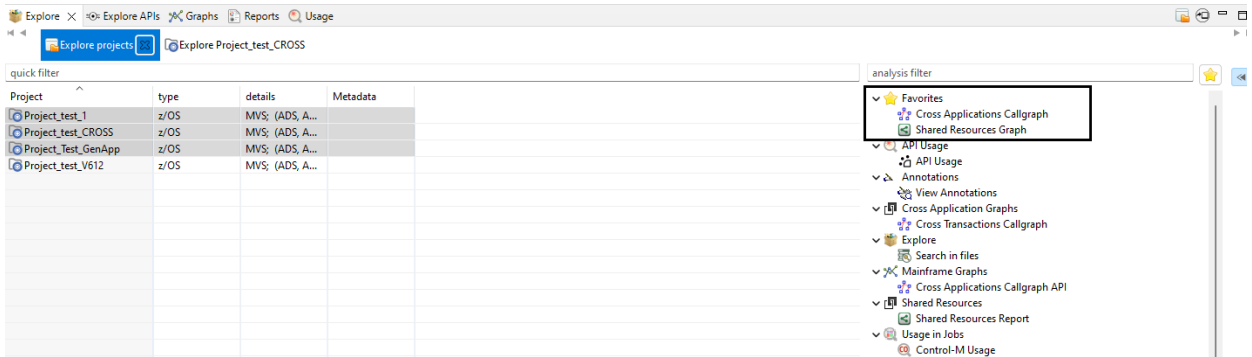 Explore Explore APIs Graphs Reports Usage
Explore projects Explore Project_test_CROSS
quick filter analysis filter
Project type details Metadata
Project_test_1 z/OS MVS; (ADS, A...
Project_test_CROSS z/OS MVS; (ADS, A...
Project_Test_GenApp z/OS MVS; (ADS, A...
Project_test_V612 z/OS MVS; (ADS, A...
Favorites
Cross Applications Callgraph
Shared Resources Graph
API Usage
API Usage
Annotations
View Annotations
Cross Application Graphs
Cross Transactions Callgraph
Explore
Search in files
Mainframe Graphs
Cross Applications Callgraph API
Shared Resources
Shared Resources Report
Usage in Jobs
Control-M Usage